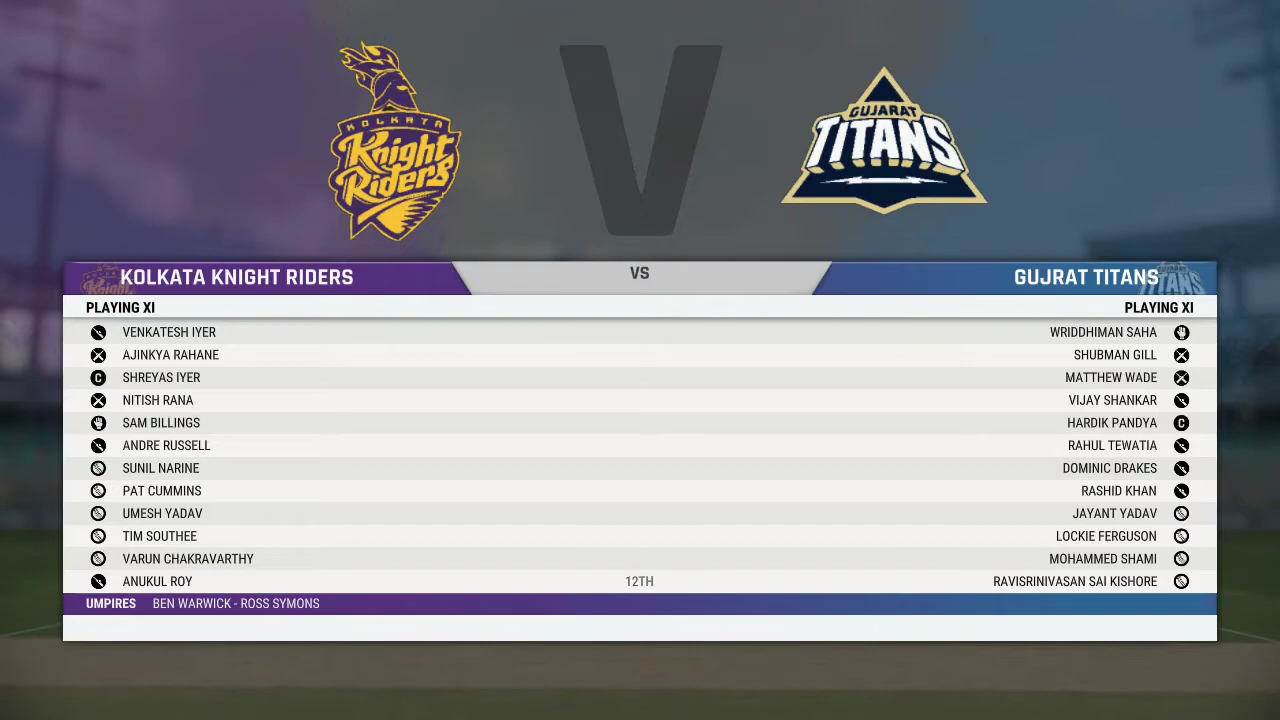 KOLKATA
Knight
Riders
V
GUJARAT
TITANS
KOLKATA KNIGHT RIDERS VS GUJRAT TITANS
PLAYING XI PLAYING XI
VENKATESH IYER WRIDDHIMAN SAHA
AJINKYA RAHANE SHUBMAN GILL
C SHREYAS IYER MATTHEW WADE
NITISH RANA VIJAY SHANKAR
SAM BILLINGS HARDIK PANDYA C
ANDRE RUSSELL RAHUL TEWATIA
SUNIL NARINE DOMINIC DRAKES
PAT CUMMINS RASHID KHAN
UMESH YADAV JAYANT YADAV
TIM SOUTHEE LOCKIE FERGUSON
VARUN CHAKRAVARTHY MOHAMMED SHAMI
ANUKUL ROY 12TH RAVISRINIVASAN SAI KISHORE
UMPIRES BEN WARWICK - ROSS SYMONS